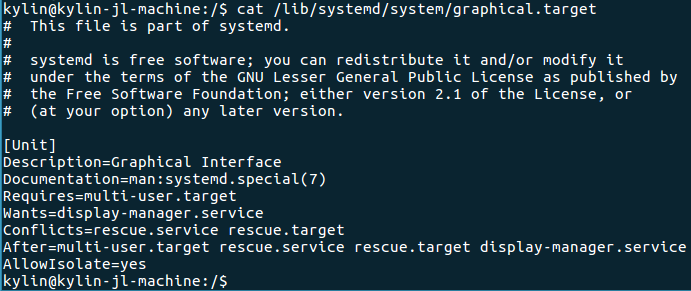 kylin@kylin-jl-machine:/$ cat /lib/systemd/system/graphical.target
#  This file is part of systemd.
#
#  systemd is free software; you can redistribute it and/or modify it
#  under the terms of the GNU Lesser General Public License as published by
#  the Free Software Foundation; either version 2.1 of the License, or
#  (at your option) any later version.

[Unit]
Description=Graphical Interface
Documentation=man:systemd.special(7)
Requires=multi-user.target
Wants=display-manager.service
Conflicts=rescue.service rescue.target
After=multi-user.target rescue.service rescue.target display-manager.service
AllowIsolate=yes
kylin@kylin-jl-machine:/$